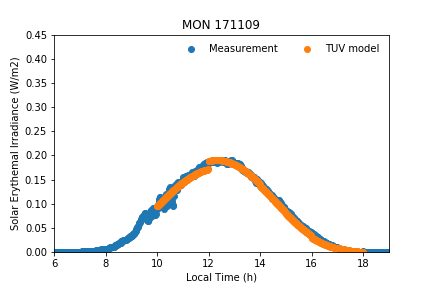 MON 171109
Measurement TUV model
Solar Erythemal Irradiance (W/m2)
0.45
0.40
0.35
0.30
0.25
0.20
0.15
0.10
0.05
0.00
6 8 10 12 14 16 18
Local Time (h)